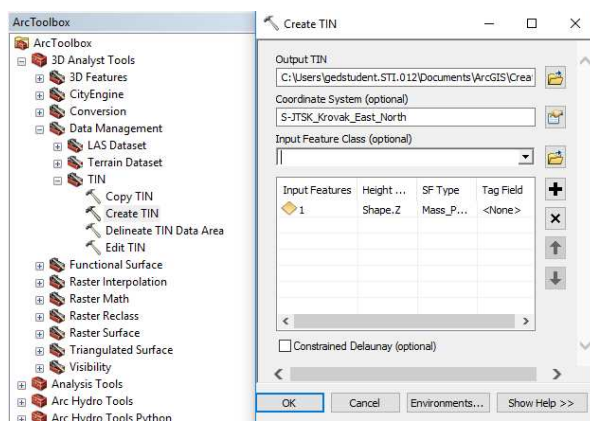 ArcToolbox
ArcToolbox
3D Analyst Tools
3D Features
CityEngine
Conversion
Data Management
LAS Dataset
Terrain Dataset
TIN
Copy TIN
Create TIN
Delineate TIN Data Area
Edit TIN
Functional Surface
Raster Interpolation
Raster Math
Raster Reclass
Raster Surface
Triangulated Surface
Visibility
Analysis Tools
Arc Hydro Tools
Arc Hydro Tools Python
Create TIN
Output TIN
C:\Users\gedstudent.STI.012\Documents\ArcGIS\Crea
Coordinate System (optional)
S-JTSK_Krovak_East_North
Input Feature Class (optional)
Input Features Height ... SF Type Tag Field
1 Shape.Z Mass_P... <None>
Constrained Delaunay (optional)
OK Cancel Environments... Show Help >>